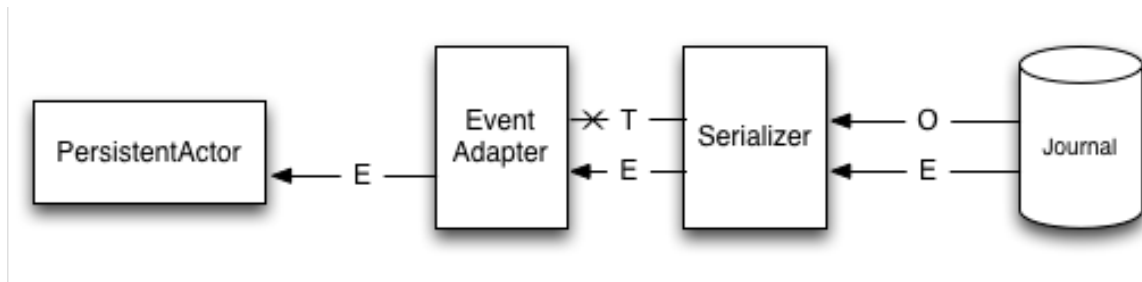 PersistentActor
E
Event
Adapter
T
E
Serializer
O
E
Journal